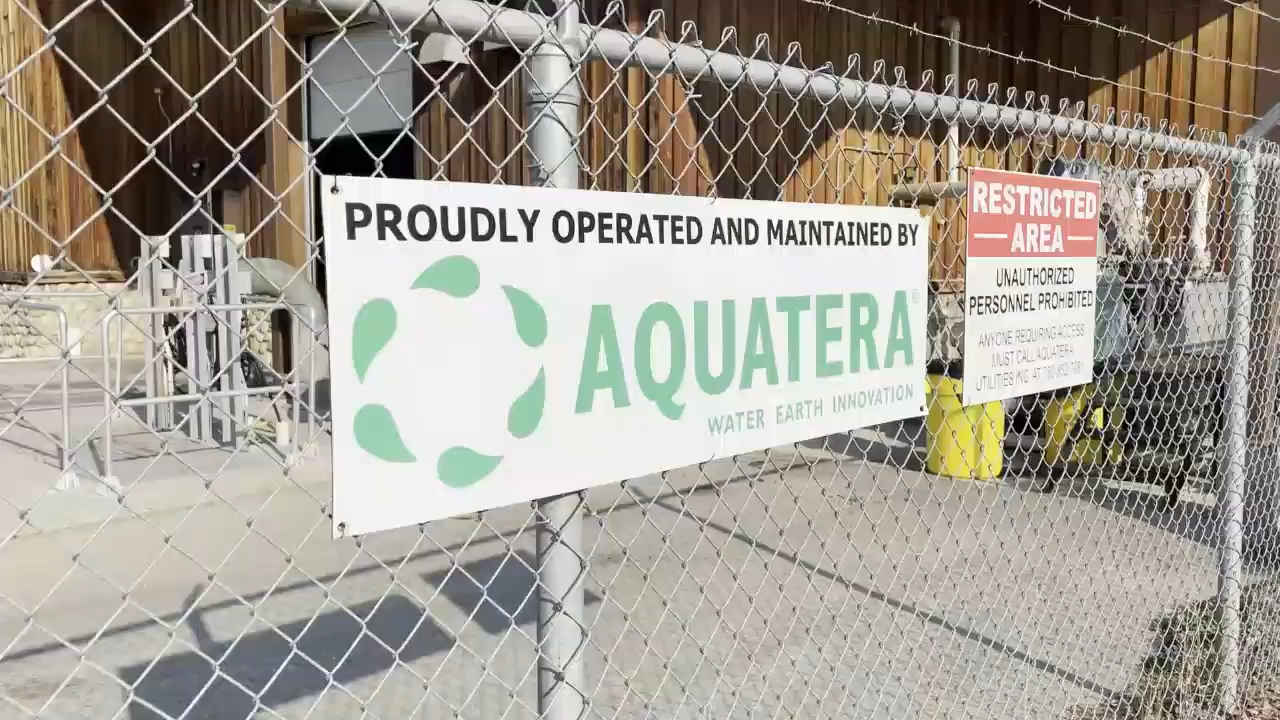 PROUDLY OPERATED AND MAINTAINED BY
AQUATERA®
WATER EARTH INNOVATION
RESTRICTED
AREA
UNAUTHORIZED
PERSONNEL PROHIBITED
ANYONE REQUIRING ACCESS
MUST CALL AQUATERA
UTILITIES INC. AT